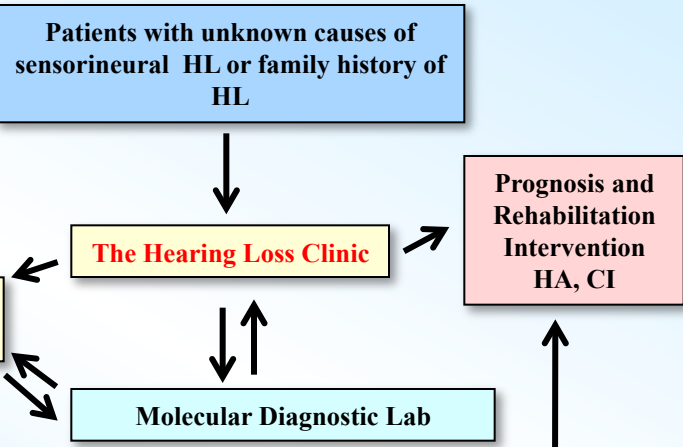 Patients with unknown causes of
sensorineural HL or family history of
HL
Prognosis and
Rehabilitation
Intervention
HA, CI
The Hearing Loss Clinic
Molecular Diagnostic Lab